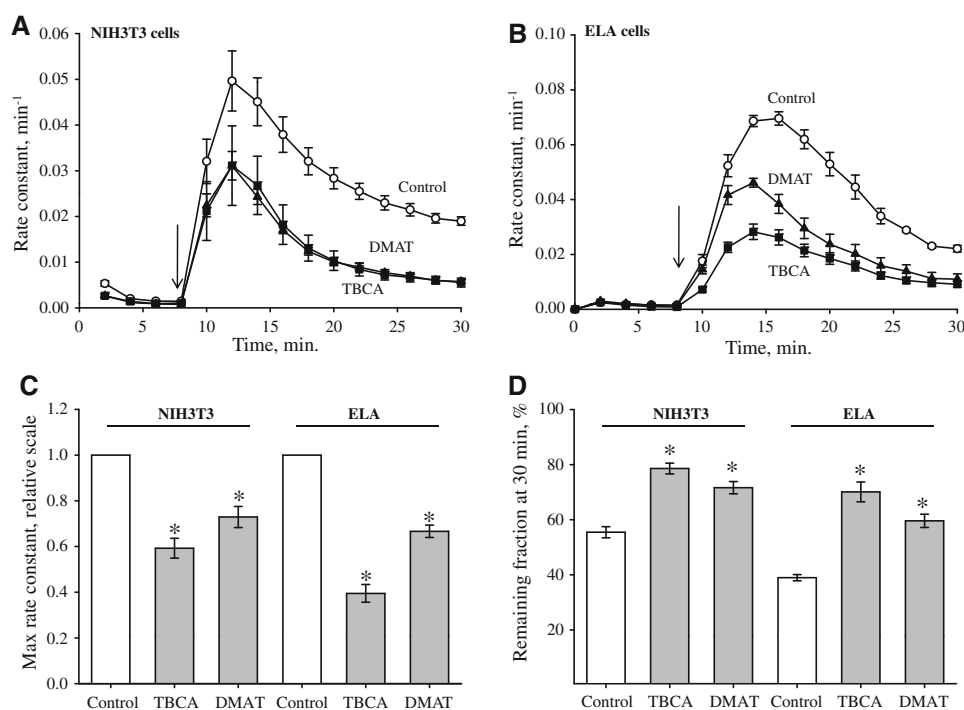 A
NIH3T3 cells
Rate constant, min⁻¹
0.06
0.05
0.04
0.03
0.02
0.01
0.00
Control
DMAT
TBCA
0 5 10 15 20 25 30
Time, min.
B
ELA cells
Rate constant, min⁻¹
0.10
0.08
0.06
0.04
0.02
0.00
Control
DMAT
TBCA
0 5 10 15 20 25 30
Time, min.
C
NIH3T3 ELA
Max rate constant, relative scale
1.2
1.0
0.8
0.6
0.4
0.2
0.0
* * * *
Control TBCA DMAT Control TBCA DMAT
D
NIH3T3 ELA
Remaining fraction at 30 min, %
100
80
60
40
20
* * * *
Control TBCA DMAT Control TBCA DMAT